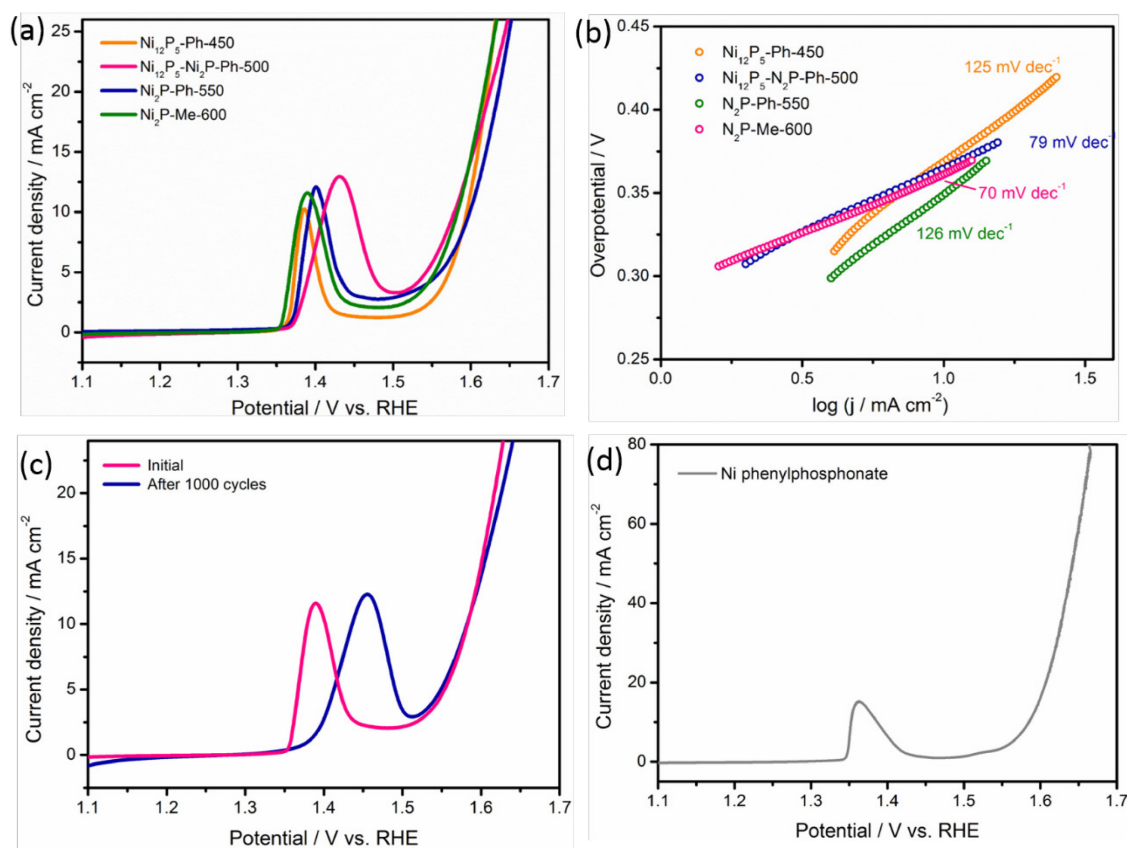 (a)
25
20
15
10
5
0
Current density / mA cm⁻²
Ni₁₂P₅-Ph-450
Ni₁₂P₅-Ni₂P-Ph-500
Ni₂P-Ph-550
Ni₂P-Me-600
1.1 1.2 1.3 1.4 1.5 1.6 1.7
Potential / V vs. RHE
(b)
0.45
0.40
0.35
0.30
0.25
Overpotential / V
Ni₁₂P₅-Ph-450
Ni₁₂P₅-N₂P-Ph-500
N₂P-Ph-550
N₂P-Me-600
125 mV dec⁻¹
79 mV dec⁻¹
70 mV dec⁻¹
126 mV dec⁻¹
0.0 0.5 1.0 1.5
log (j / mA cm⁻²)
(c)
20
15
10
5
0
Current density / mA cm⁻²
Initial
After 1000 cycles
1.1 1.2 1.3 1.4 1.5 1.6 1.7
Potential / V vs. RHE
(d)
80
60
40
20
0
Current density / mA cm⁻²
Ni phenylphosphonate
1.1 1.2 1.3 1.4 1.5 1.6 1.7
Potential / V vs. RHE